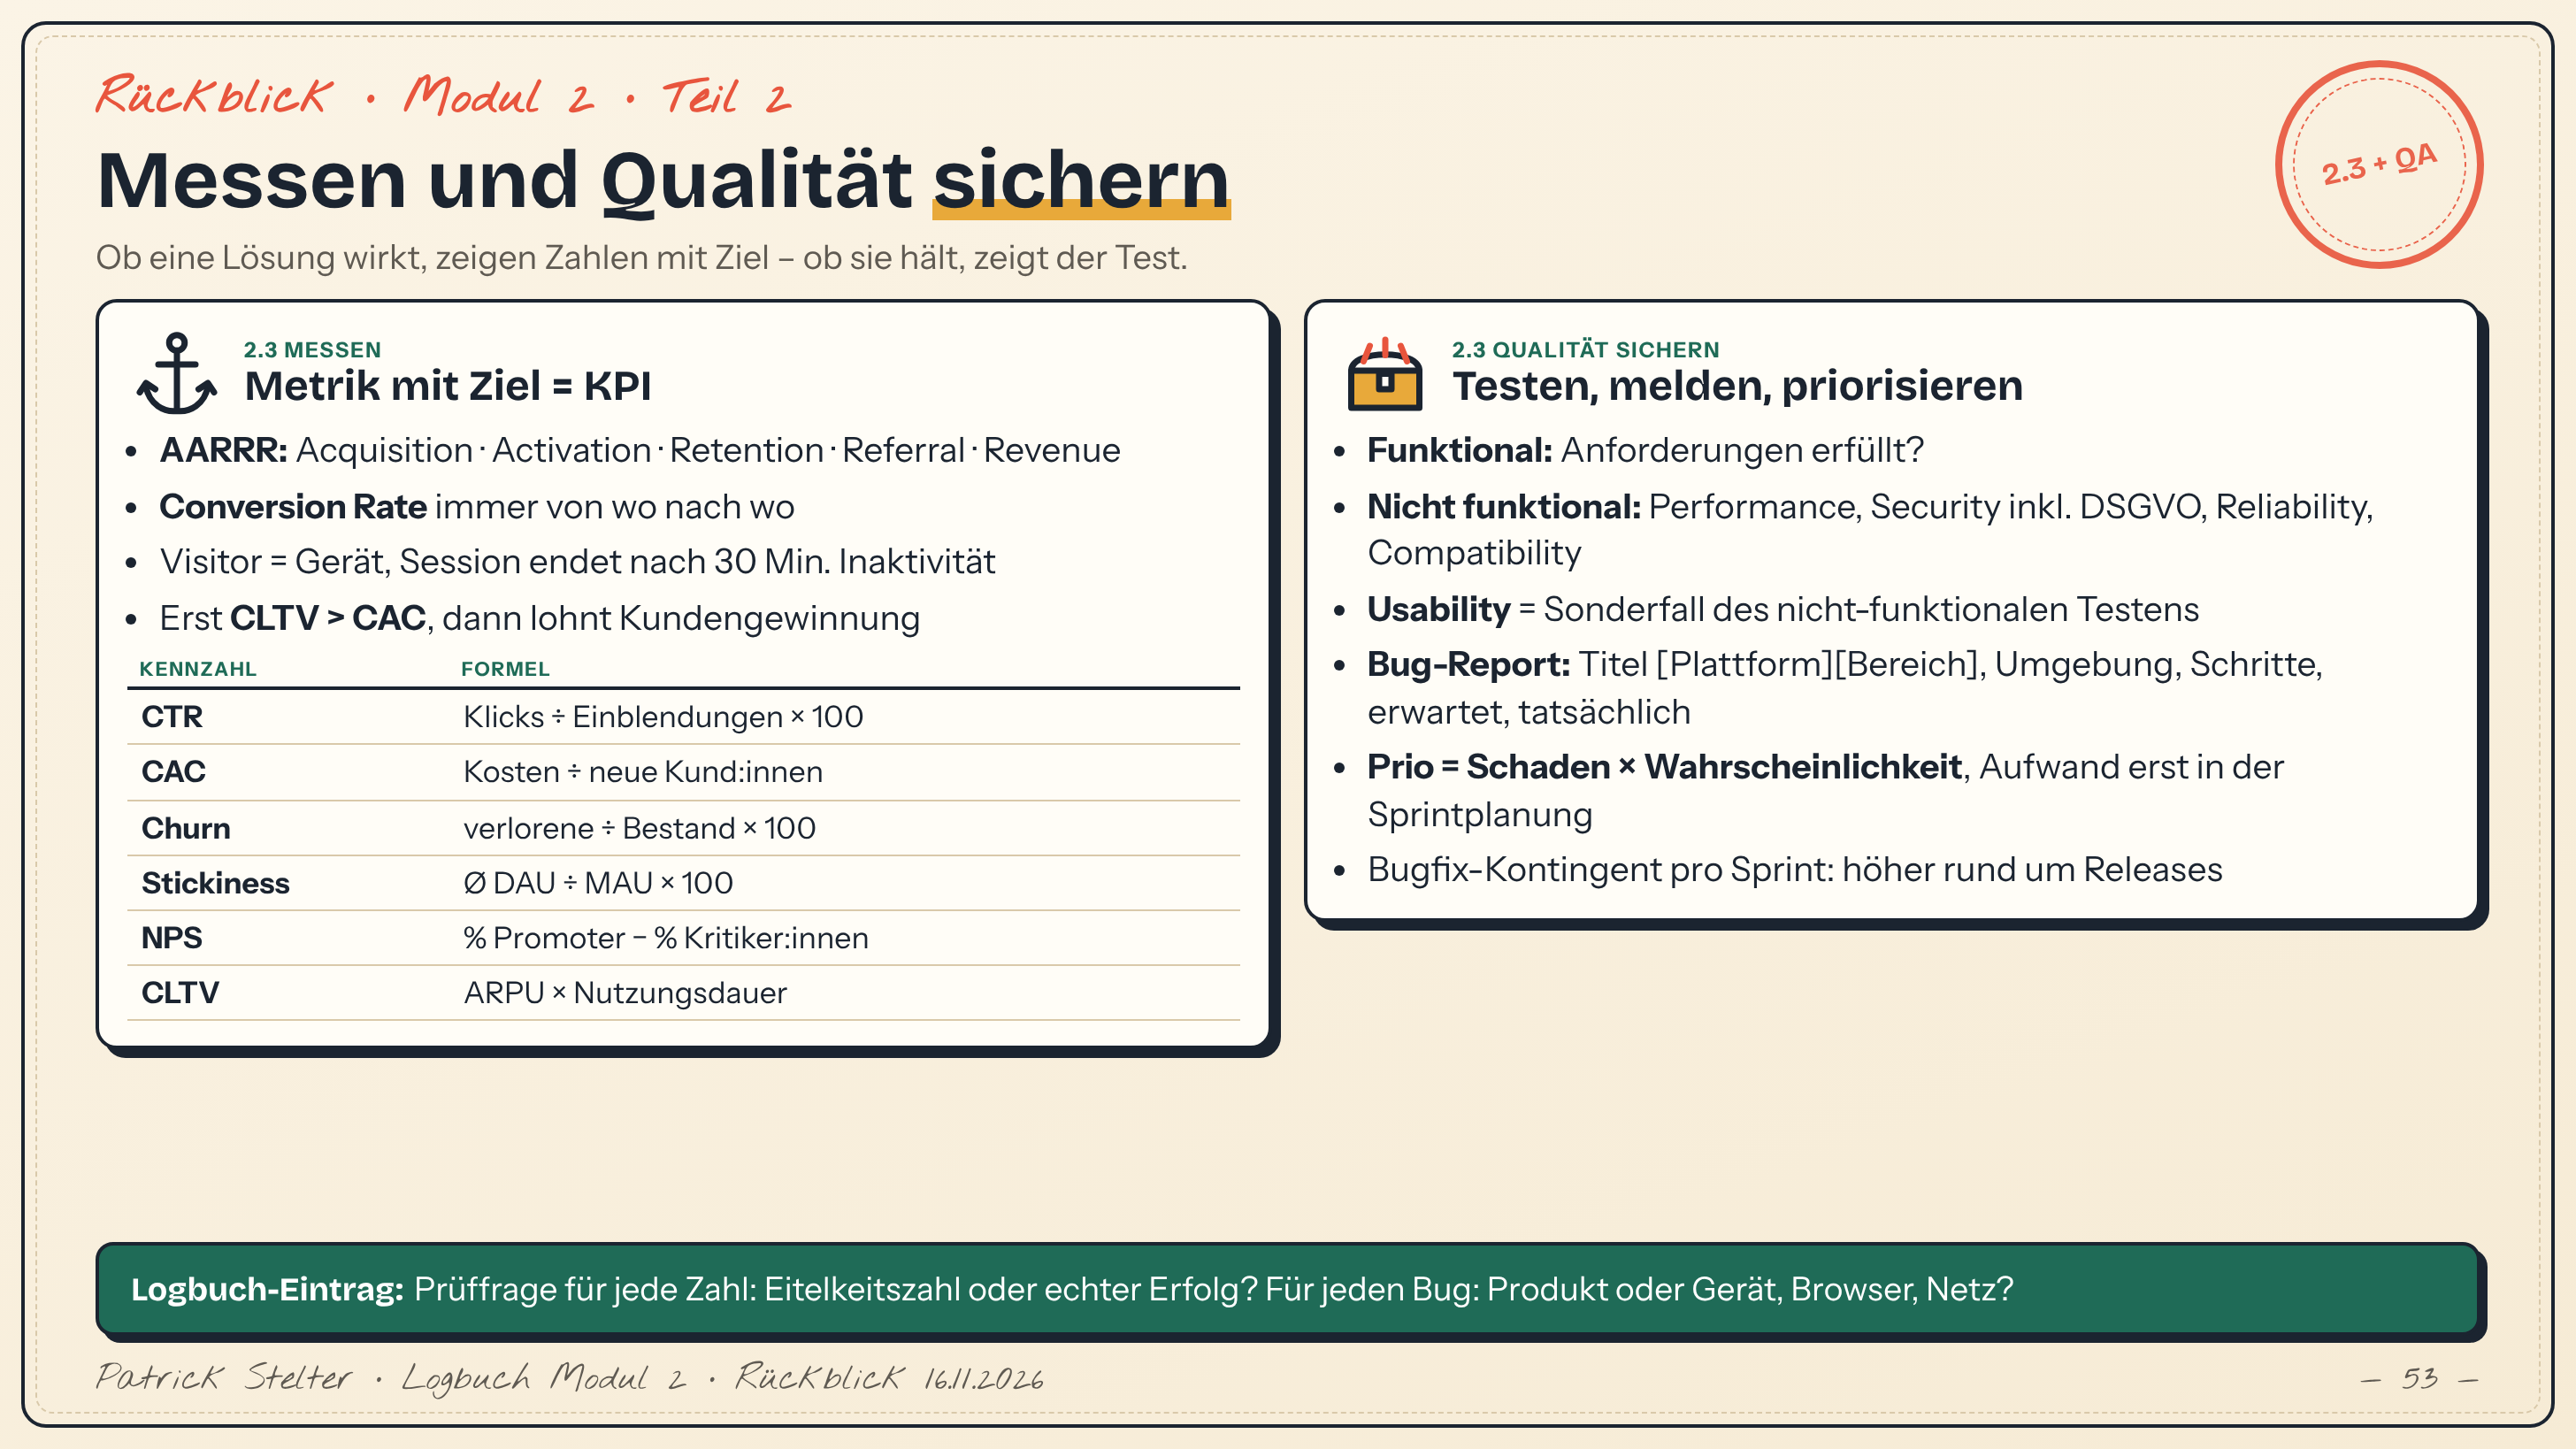 Rückblick · Modul 2 · Teil 2
Messen und Qualität sichern
Ob eine Lösung wirkt, zeigen Zahlen mit Ziel – ob sie hält, zeigt der Test.
2.3 + QA
2.3 MESSEN
Metrik mit Ziel = KPI
• AARRR: Acquisition · Activation · Retention · Referral · Revenue
• Conversion Rate immer von wo nach wo
• Visitor = Gerät, Session endet nach 30 Min. Inaktivität
• Erst CLTV > CAC, dann lohnt Kundengewinnung
KENNZAHL FORMEL
CTR Klicks ÷ Einblendungen × 100
CAC Kosten ÷ neue Kund:innen
Churn verlorene ÷ Bestand × 100
Stickiness Ø DAU ÷ MAU × 100
NPS % Promoter – % Kritiker:innen
CLTV ARPU × Nutzungsdauer
2.3 QUALITÄT SICHERN
Testen, melden, priorisieren
• Funktional: Anforderungen erfüllt?
• Nicht funktional: Performance, Security inkl. DSGVO, Reliability,
Compatibility
• Usability = Sonderfall des nicht-funktionalen Testens
• Bug-Report: Titel [Plattform][Bereich], Umgebung, Schritte,
erwartet, tatsächlich
• Prio = Schaden × Wahrscheinlichkeit, Aufwand erst in der
Sprintplanung
• Bugfix-Kontingent pro Sprint: höher rund um Releases
Logbuch-Eintrag: Prüffrage für jede Zahl: Eitelkeitszahl oder echter Erfolg? Für jeden Bug: Produkt oder Gerät, Browser, Netz?
Patrick Stelter · Logbuch Modul 2 · Rückblick 16.11.2026
– 53 –